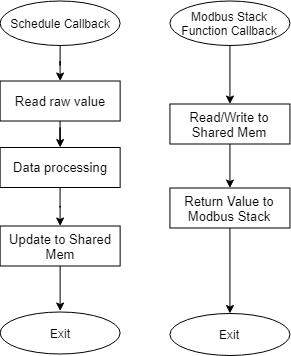 Schedule Callback
Read raw value
Data processing
Update to Shared
Mem
Exit
Modbus Stack
Function Callback
Read/Write to
Shared Mem
Return Value to
Modbus Stack
Exit